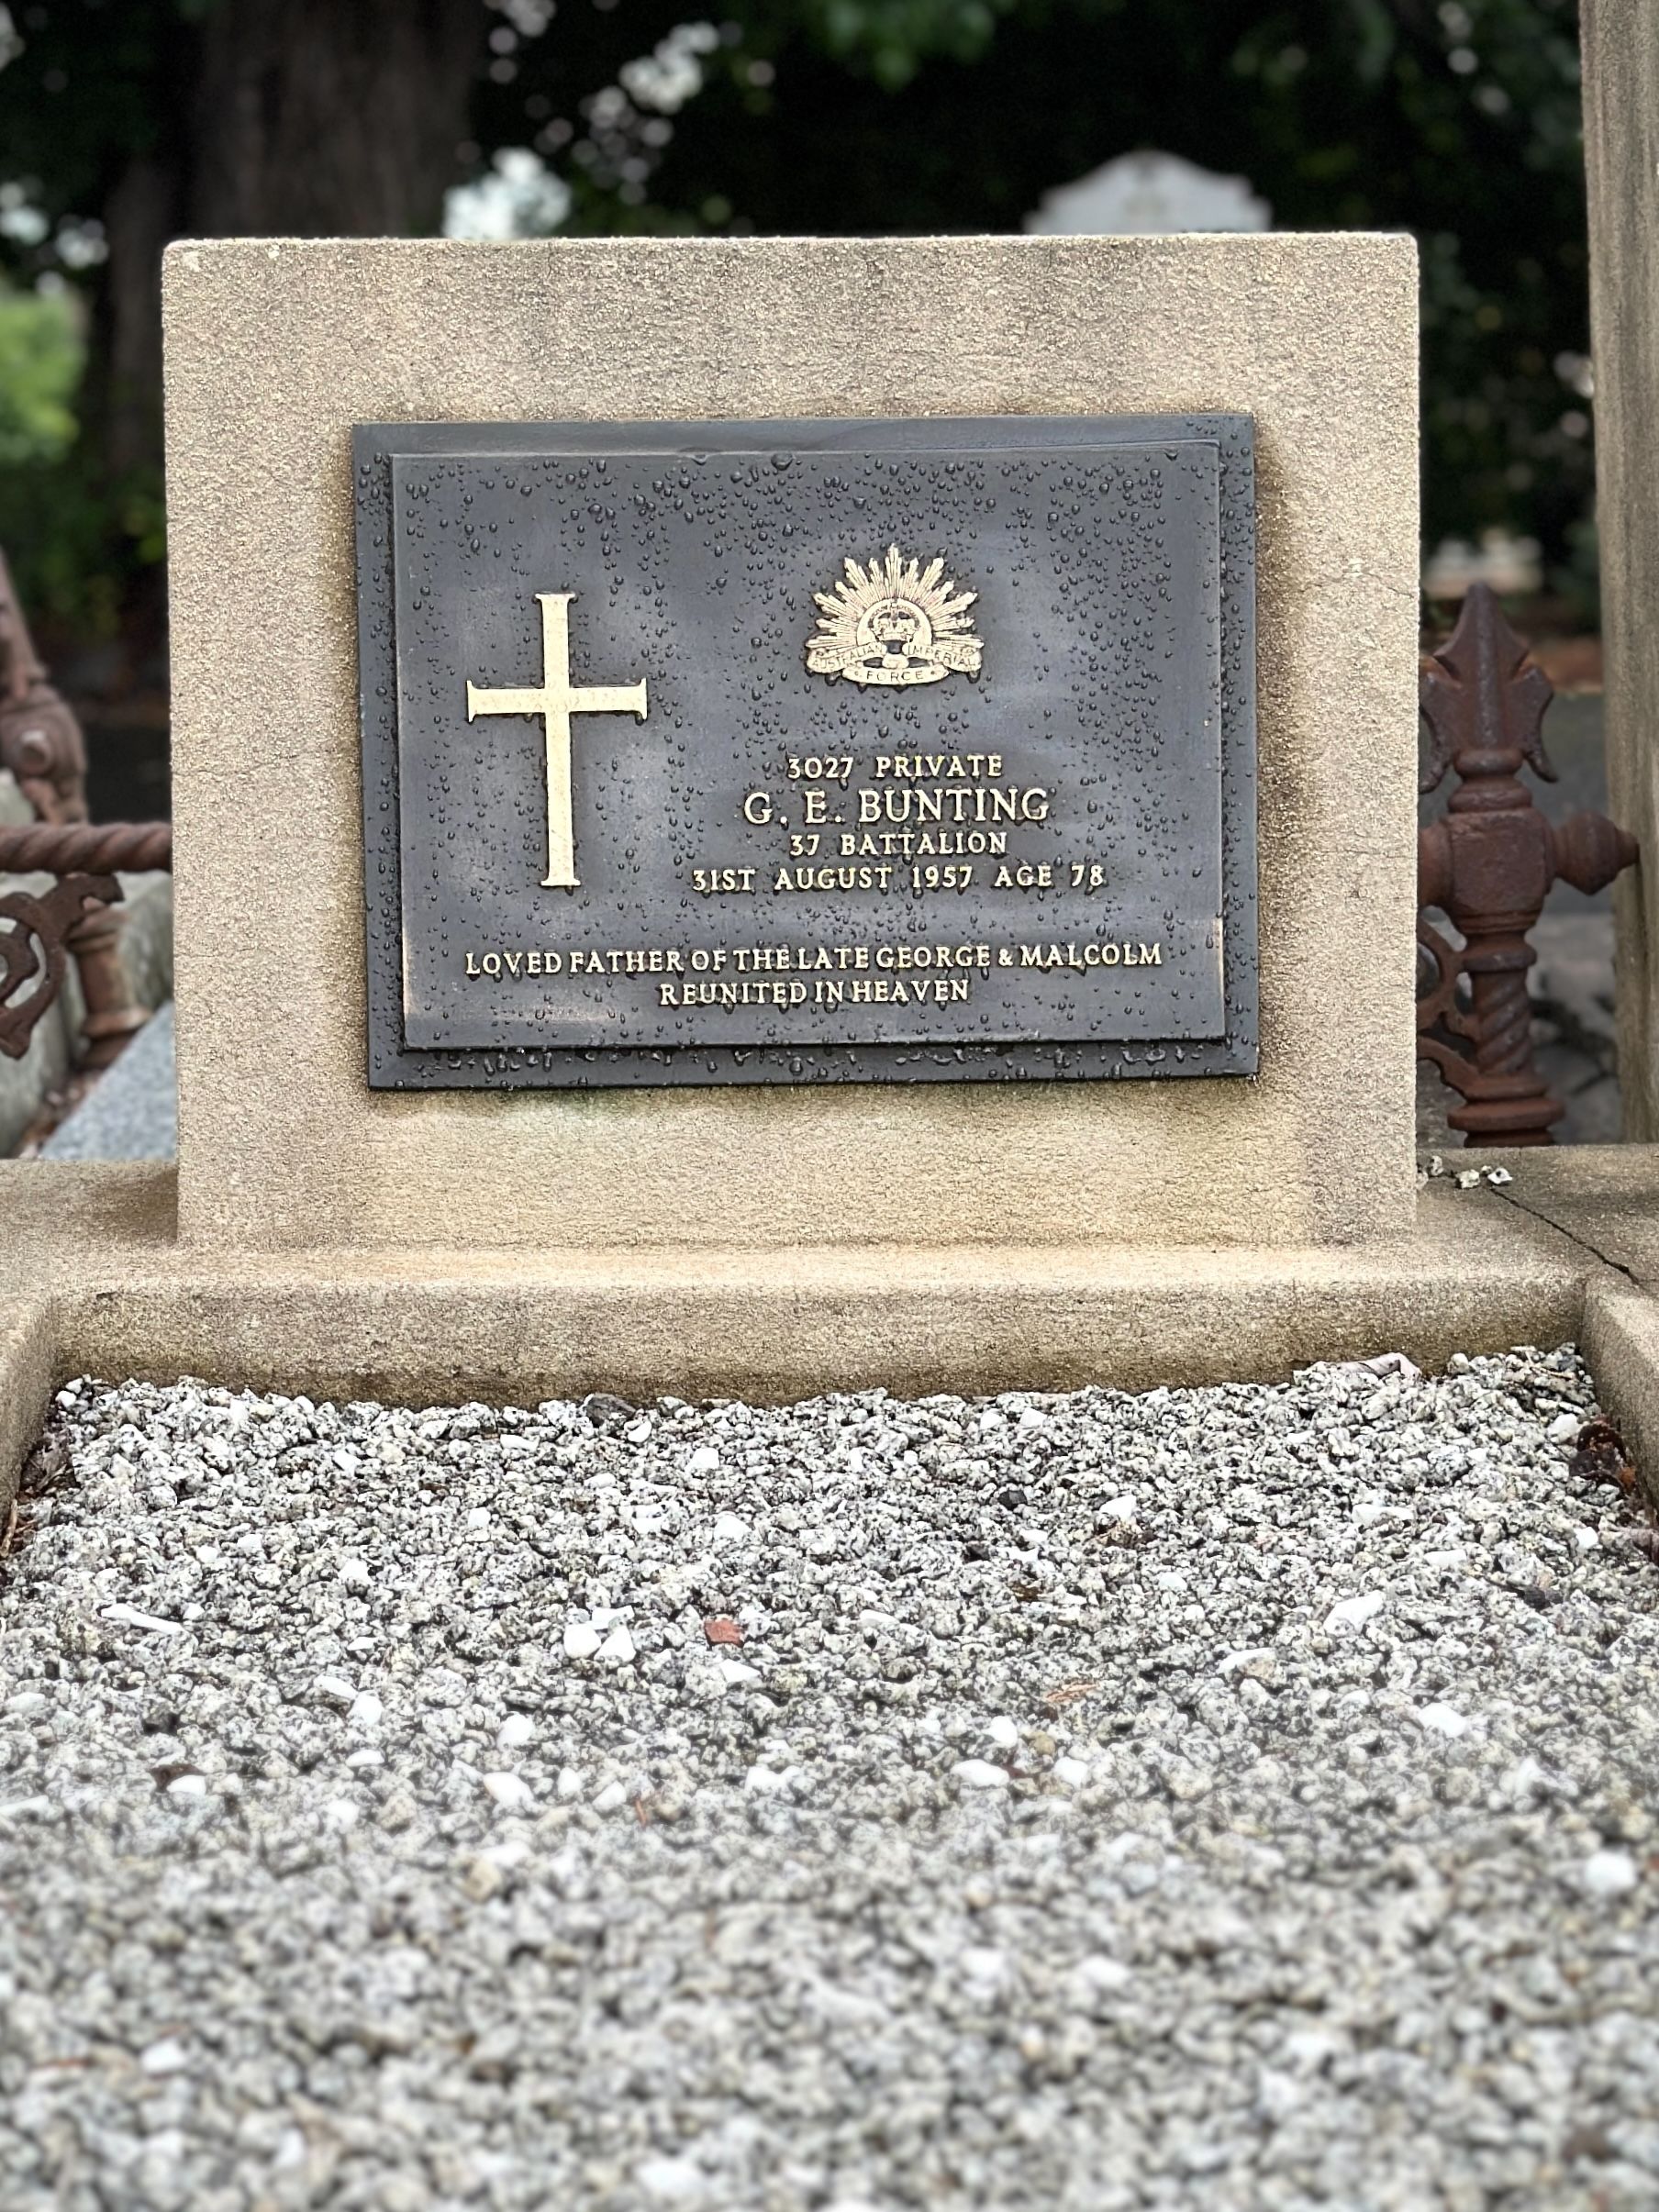 AUSTRALIAN IMPERIAL
FORCE
3027 PRIVATE
G. E. BUNTING
37 BATTALION
31ST AUGUST 1957 AGE 78
LOVED FATHER OF THE LATE GEORGE & MALCOLM
REUNITED IN HEAVEN